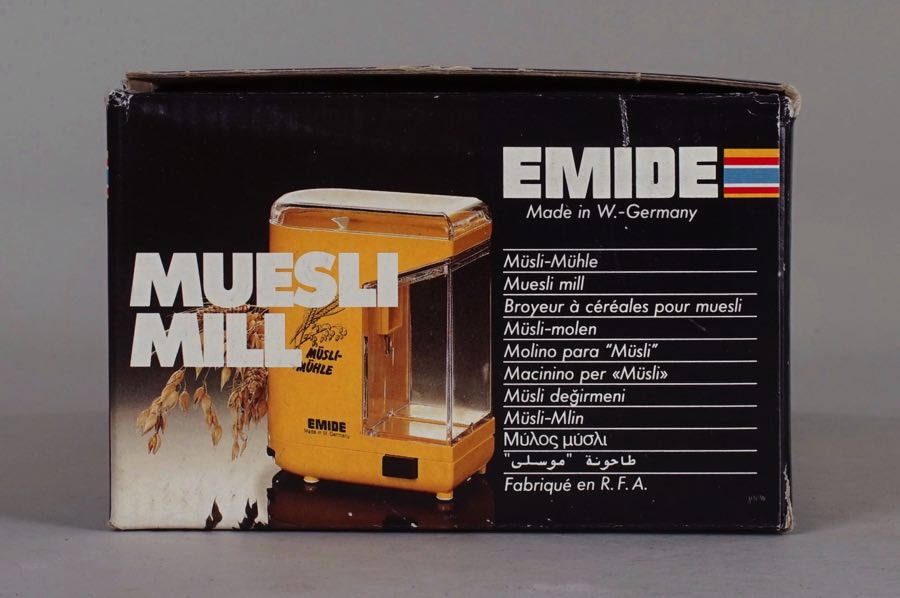 MUESLI
MILL
MÜSLI-
MÜHLE
EMIDE
Made in W. Germany
EMIDE
Made in W.-Germany
Müsli-Mühle
Muesli mill
Broyeur à céréales pour muesli
Müsli-molen
Molino para “Müsli”
Macinino per «Müsli»
Müsli değirmeni
Müsli-Mlin
Μύλος μύσλι
طاحونة "موسلى"
Fabriqué en R. F. A.